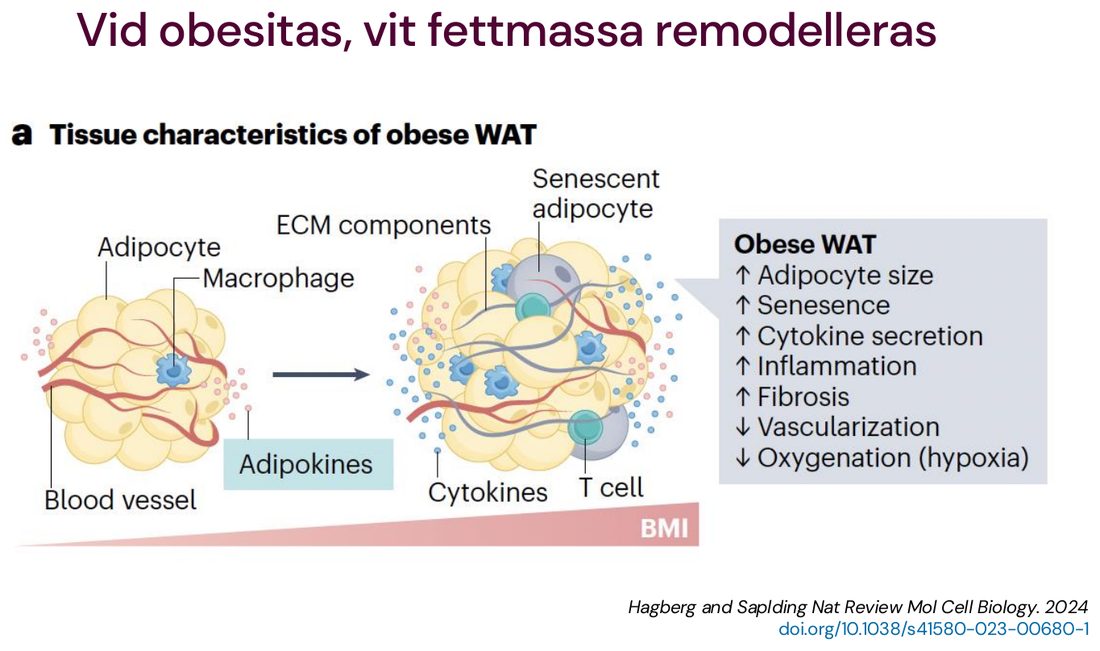 Vid obesitas, vit fettmassa remodelleras
a Tissue characteristics of obese WAT
Senescent
adipocyte
ECM components
Adipocyte
Macrophage
Obese WAT
↑ Adipocyte size
↑ Senesence
↑ Cytokine secretion
↑ Inflammation
↑ Fibrosis
↓ Vascularization
↓ Oxygenation (hypoxia)
Adipokines
Blood vessel
Cytokines
T cell
BMI
Hagberg and Saplding Nat Review Mol Cell Biology. 2024
doi.org/10.1038/s41580-023-00680-1